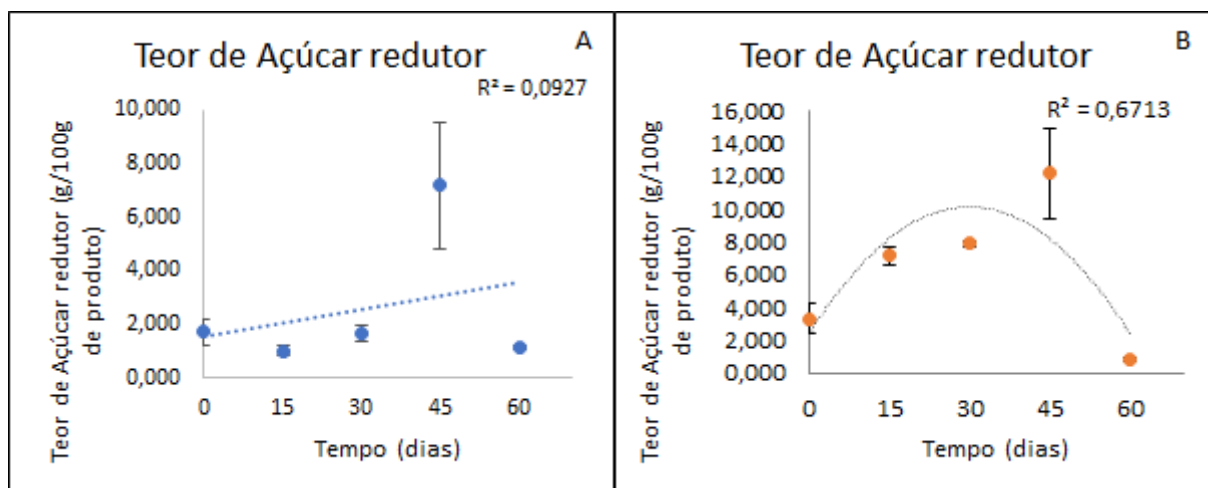 A
Teor de Açúcar redutor
R² = 0,0927
Teor de Açúcar redutor (g/100g
de produto)
10,000
8,000
6,000
4,000
2,000
0,000
0 15 30 45 60
Tempo (dias)
B
Teor de Açúcar redutor
R² = 0,6713
Teor de Açúcar redutor (g/100g
de produto)
16,000
14,000
12,000
10,000
8,000
6,000
4,000
2,000
0,000
0 15 30 45 60
Tempo (dias)